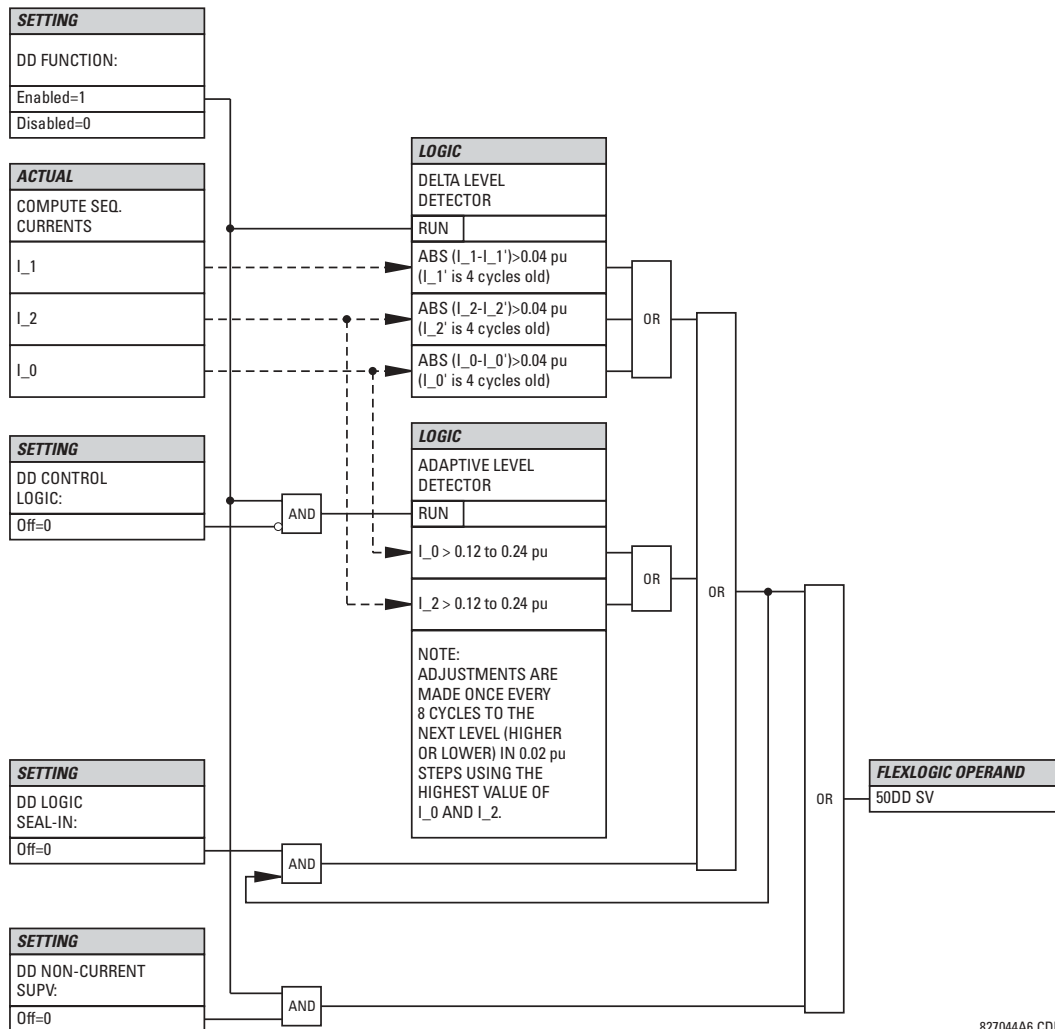 SETTING
DD FUNCTION:
Enabled=1
Disabled=0
ACTUAL
COMPUTE SEQ.
CURRENTS
I_1
I_2
I_0
SETTING
DD CONTROL
LOGIC:
Off=0
SETTING
DD LOGIC
SEAL-IN:
Off=0
SETTING
DD NON-CURRENT
SUPV:
Off=0
AND
AND
AND
LOGIC
DELTA LEVEL
DETECTOR
RUN
ABS (I_1-I_1')>0.04 pu
(I_1' is 4 cycles old)
ABS (I_2-I_2')>0.04 pu
(I_2' is 4 cycles old)
ABS (I_0-I_0')>0.04 pu
(I_0' is 4 cycles old)
LOGIC
ADAPTIVE LEVEL
DETECTOR
RUN
I_0 > 0.12 to 0.24 pu
I_2 > 0.12 to 0.24 pu
NOTE:
ADJUSTMENTS ARE
MADE ONCE EVERY
8 CYCLES TO THE
NEXT LEVEL (HIGHER
OR LOWER) IN 0.02 pu
STEPS USING THE
HIGHEST VALUE OF
I_0 AND I_2.
OR
OR
OR
OR
FLEXLOGIC OPERAND
50DD SV